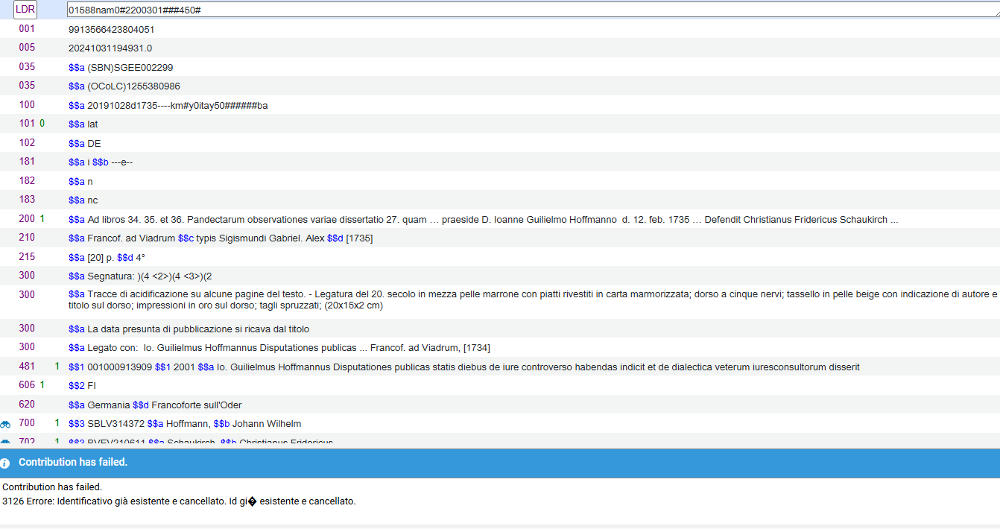 LDR 01588nam0#2200301###450#
001 9913566423804051
005 20241031194931.0
035 $$a (SBN)SGEE002299
035 $$a (OCoLC)1255380986
100 $$a 20191028d1735----km#y0itay50######ba
101 0 $$a lat
102 $$a DE
181 $$a i $$b ---e--
182 $$a n
183 $$a nc
200 1 $$a Ad libros 34. 35. et 36. Pandectarum observationes variae dissertatio 27. quam … praeside D. Ioanne Guilielmo Hoffmanno d. 12. feb. 1735 … Defendit Christianus Fridericus Schaukirch ...
210 $$a Francof. ad Viadrum $$c typis Sigismundi Gabriel. Alex $$d [1735]
215 $$a [20] p. $$d 4°
300 $$a Segnatura: )(4 <2>)(4 <3>)(2
300 $$a Tracce di acidificazione su alcune pagine del testo. - Legatura del 20. secolo in mezza pelle marrone con piatti rivestiti in carta marmorizzata; dorso a cinque nervi; tassello in pelle beige con indicazione di autore e
titolo sul dorso; impressioni in oro sul dorso; tagli spruzzati; (20x15x2 cm)
300 $$a La data presunta di pubblicazione si ricava dal titolo
300 $$a Legato con: Io. Guilielmus Hoffmannus Disputationes publicas ... Francof. ad Viadrum, [1734]
481 1 $$1 001000913909 $$1 2001 $$a Io. Guilielmus Hoffmannus Disputationes publicas statis diebus de iure controverso habendas indicit et de dialectica veterum iuresconsultorum disserit
606 1 $$2 FI
620 $$a Germania $$d Francoforte sull'Oder
700 1 $$3 SBLV314372 $$a Hoffmann, $$b Johann Wilhelm
702 1 $$3 BVEV210611 $$a Schaukirch, $$b Christianus Fridericus
Contribution has failed.
Contribution has failed.
3126 Errore: Identificativo già esistente e cancellato. Id gi� esistente e cancellato.